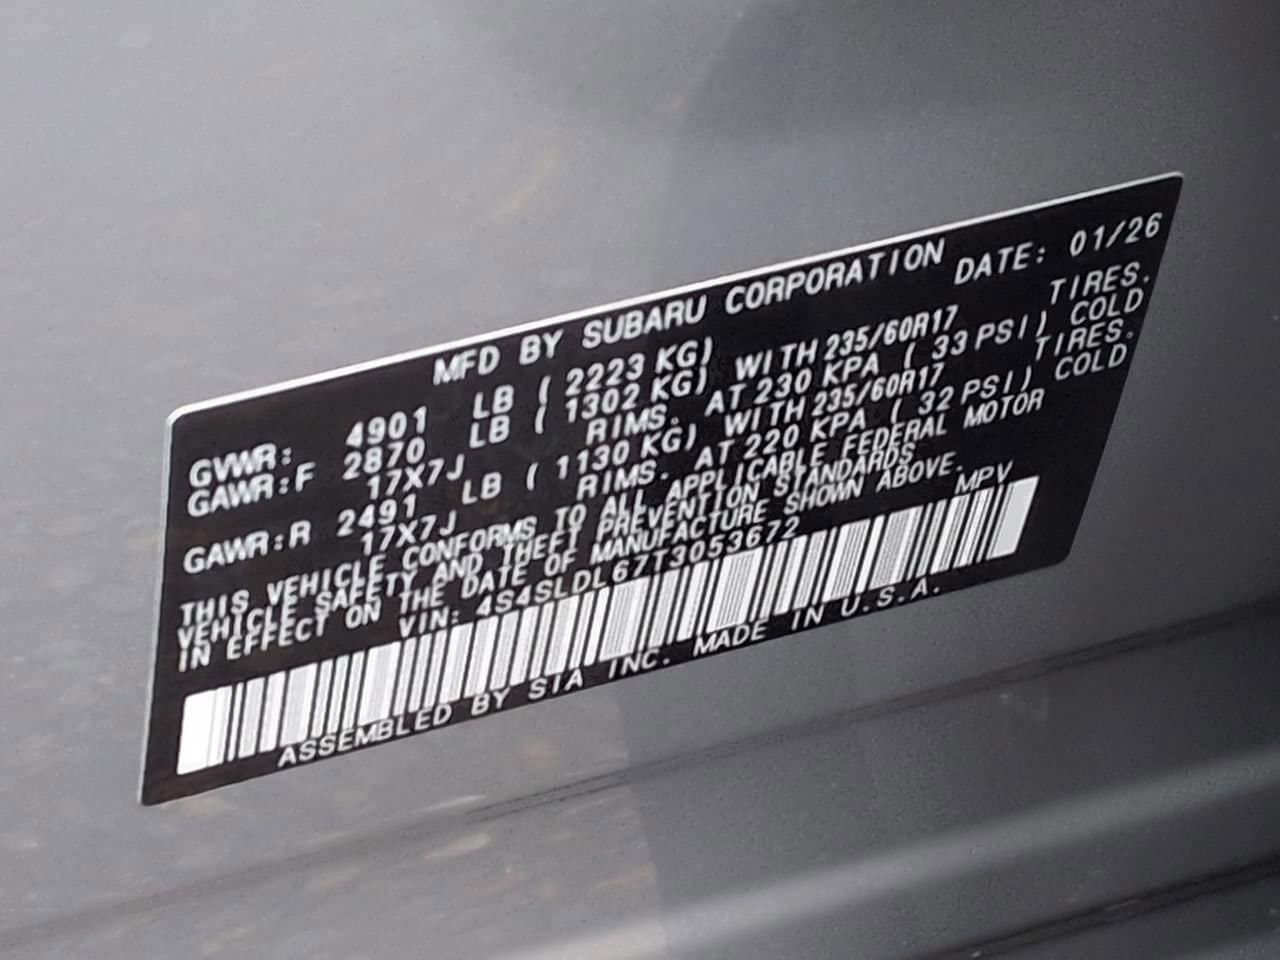 MFD BY SUBARU CORPORATION DATE: 01/26
GVWR: 4901 LB ( 2223 KG)
GAWR:F 2870 LB ( 1302 KG) WITH 235/60R17 TIRES.
17X7J RIMS. AT 230 KPA ( 33 PSI) COLD
GAWR:R 2491 LB ( 1130 KG) WITH 235/60R17 TIRES.
17X7J RIMS. AT 220 KPA ( 32 PSI) COLD
THIS VEHICLE CONFORMS TO ALL APPLICABLE FEDERAL MOTOR
VEHICLE SAFETY AND THEFT PREVENTION STANDARDS
IN EFFECT ON THE DATE OF MANUFACTURE SHOWN ABOVE.
VIN: 4S4SLDL67T3053672 MPV
ASSEMBLED BY SIA INC. MADE IN U.S.A.